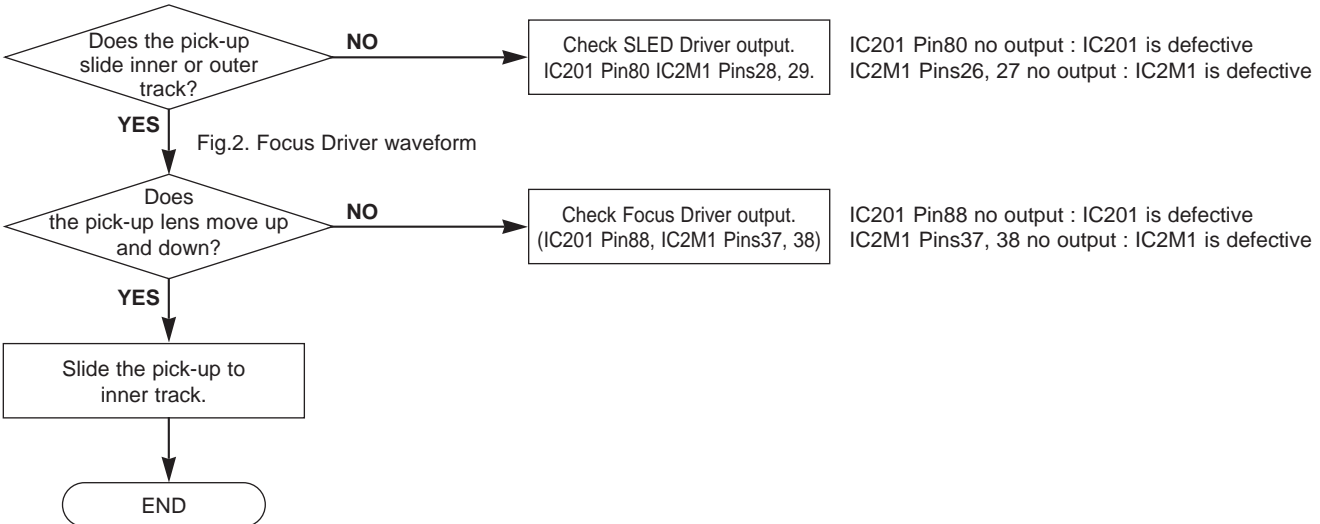 Does the pick-up
slide inner or outer
track?
NO
Check SLED Driver output.
IC201 Pin80 IC2M1 Pins28, 29.
IC201 Pin80 no output : IC201 is defective
IC2M1 Pins26, 27 no output : IC2M1 is defective
YES
Fig.2. Focus Driver waveform
Does
the pick-up lens move up
and down?
NO
Check Focus Driver output.
(IC201 Pin88, IC2M1 Pins37, 38)
IC201 Pin88 no output : IC201 is defective
IC2M1 Pins37, 38 no output : IC2M1 is defective
YES
Slide the pick-up to
inner track.
END